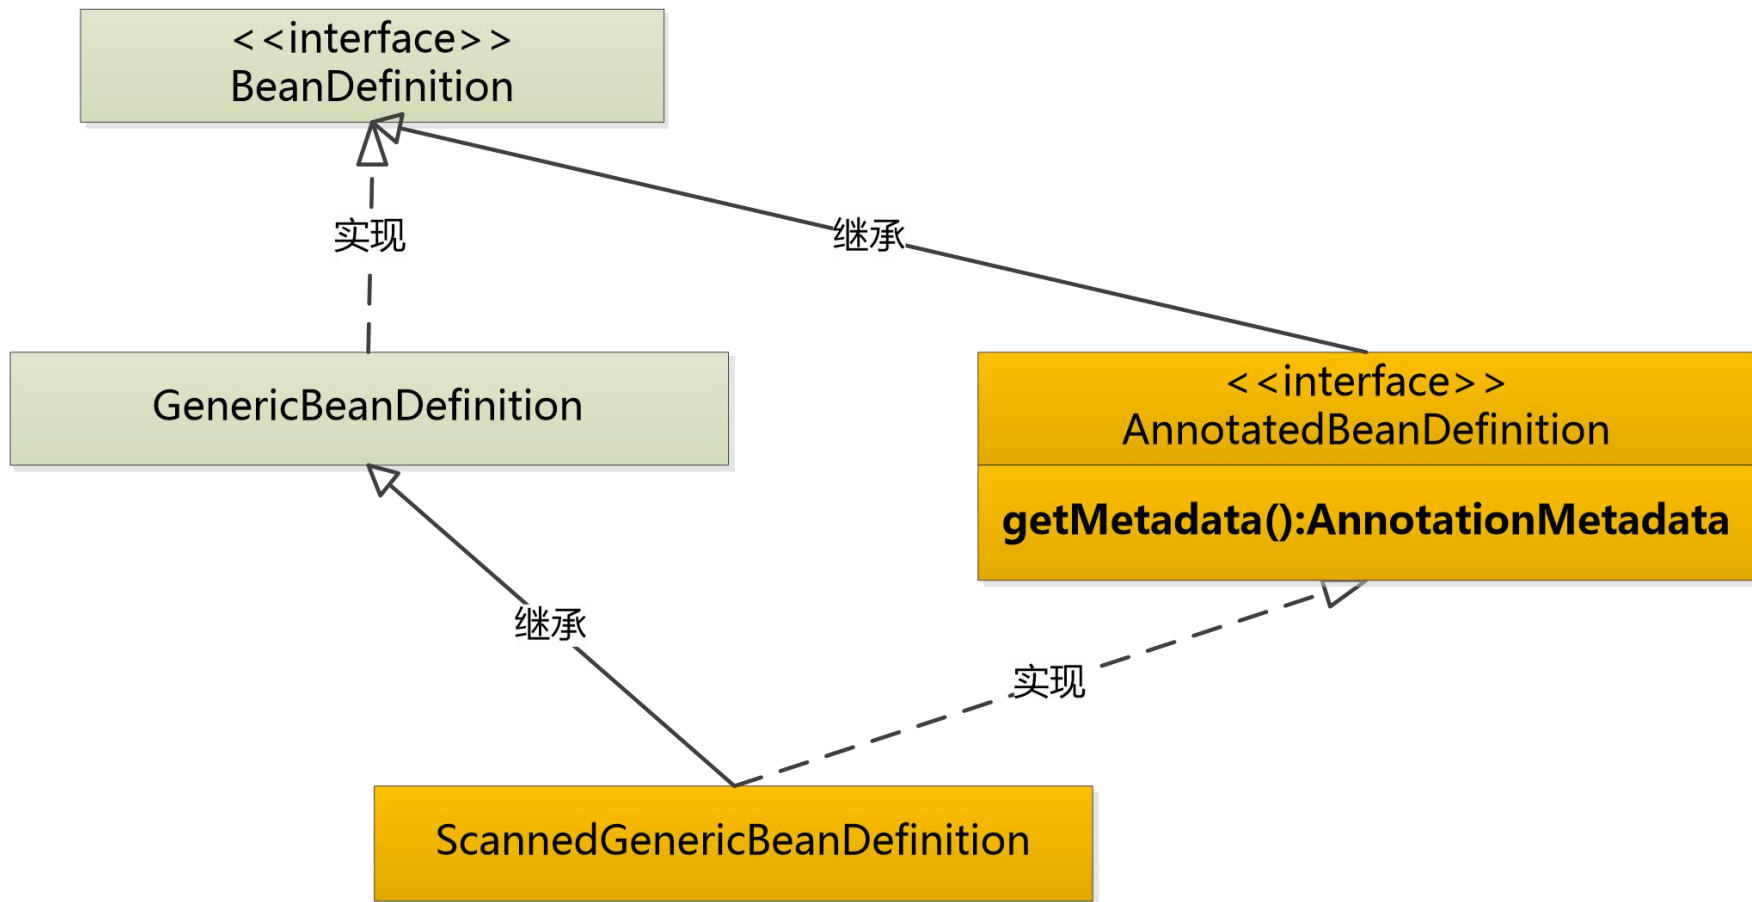 <<interface>>
BeanDefinition
实现
继承
GenericBeanDefinition
<<interface>>
AnnotatedBeanDefinition
getMetadata():AnnotationMetadata
继承
实现
ScannedGenericBeanDefinition